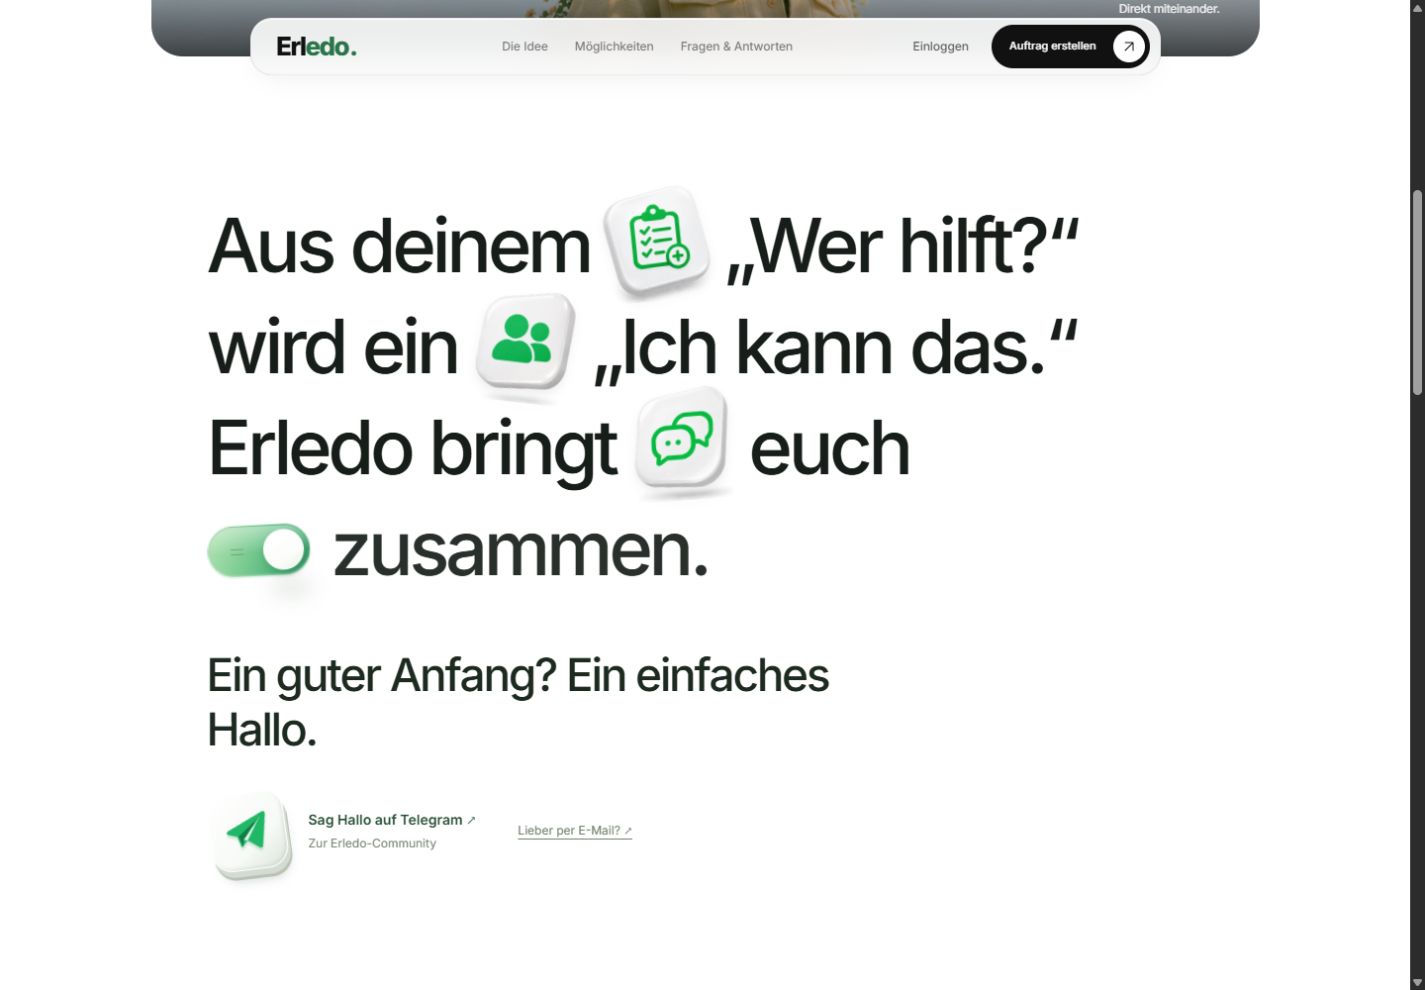 Direkt miteinander.
Erledo.
Die Idee
Möglichkeiten
Fragen & Antworten
Einloggen
Auftrag erstellen
Aus deinem „Wer hilft?“
wird ein „Ich kann das.“
Erledo bringt euch
zusammen.
Ein guter Anfang? Ein einfaches
Hallo.
Sag Hallo auf Telegram ↗
Zur Erledo-Community
Lieber per E-Mail? ↗